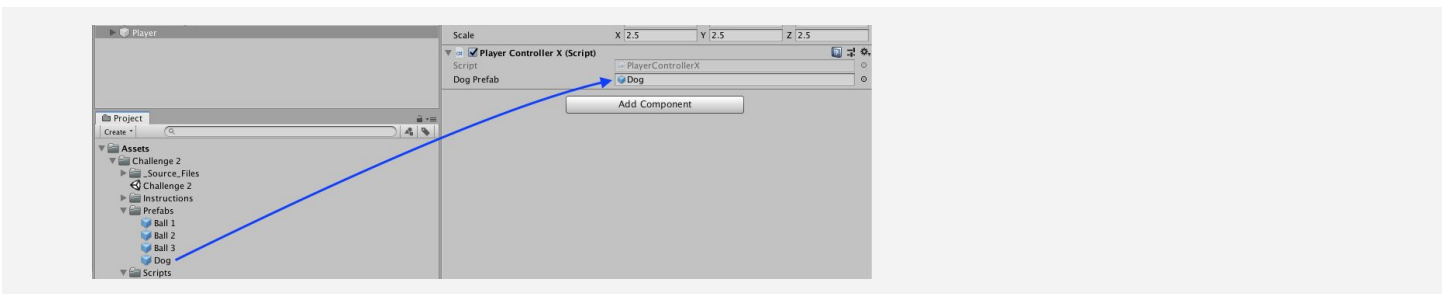 Player
Scale X 2.5 Y 2.5 Z 2.5
Player Controller X (Script)
Script PlayerControllerX
Dog Prefab Dog
Add Component
Project
Create
Assets
Challenge 2
_Source_Files
Challenge 2
Instructions
Prefabs
Ball 1
Ball 2
Ball 3
Dog
Scripts